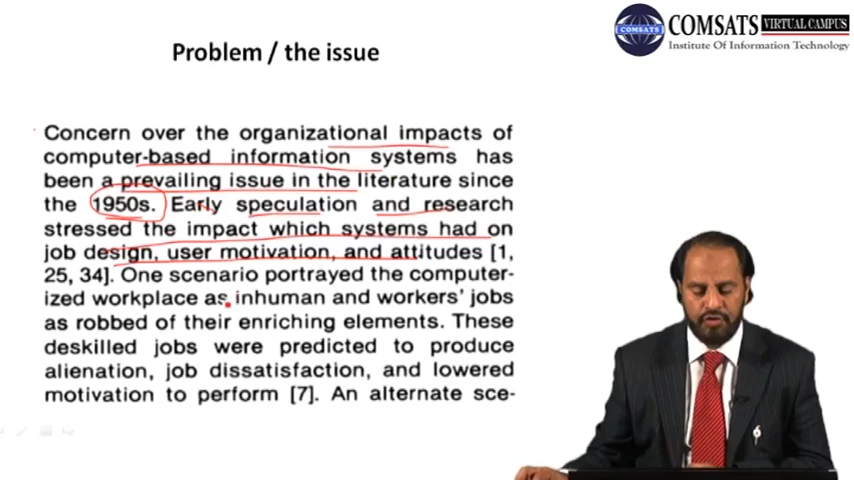 COMSATS VIRTUAL CAMPUS
COMSATS
Institute Of Information Technology
Problem / the issue
Concern over the organizational impacts of
computer-based information systems has
been a prevailing issue in the literature since
the 1950s. Early speculation and research
stressed the impact which systems had on
job design, user motivation, and attitudes [1,
25, 34]. One scenario portrayed the computer-
ized workplace as inhuman and workers' jobs
as robbed of their enriching elements. These
deskilled jobs were predicted to produce
alienation, job dissatisfaction, and lowered
motivation to perform [7]. An alternate sce-